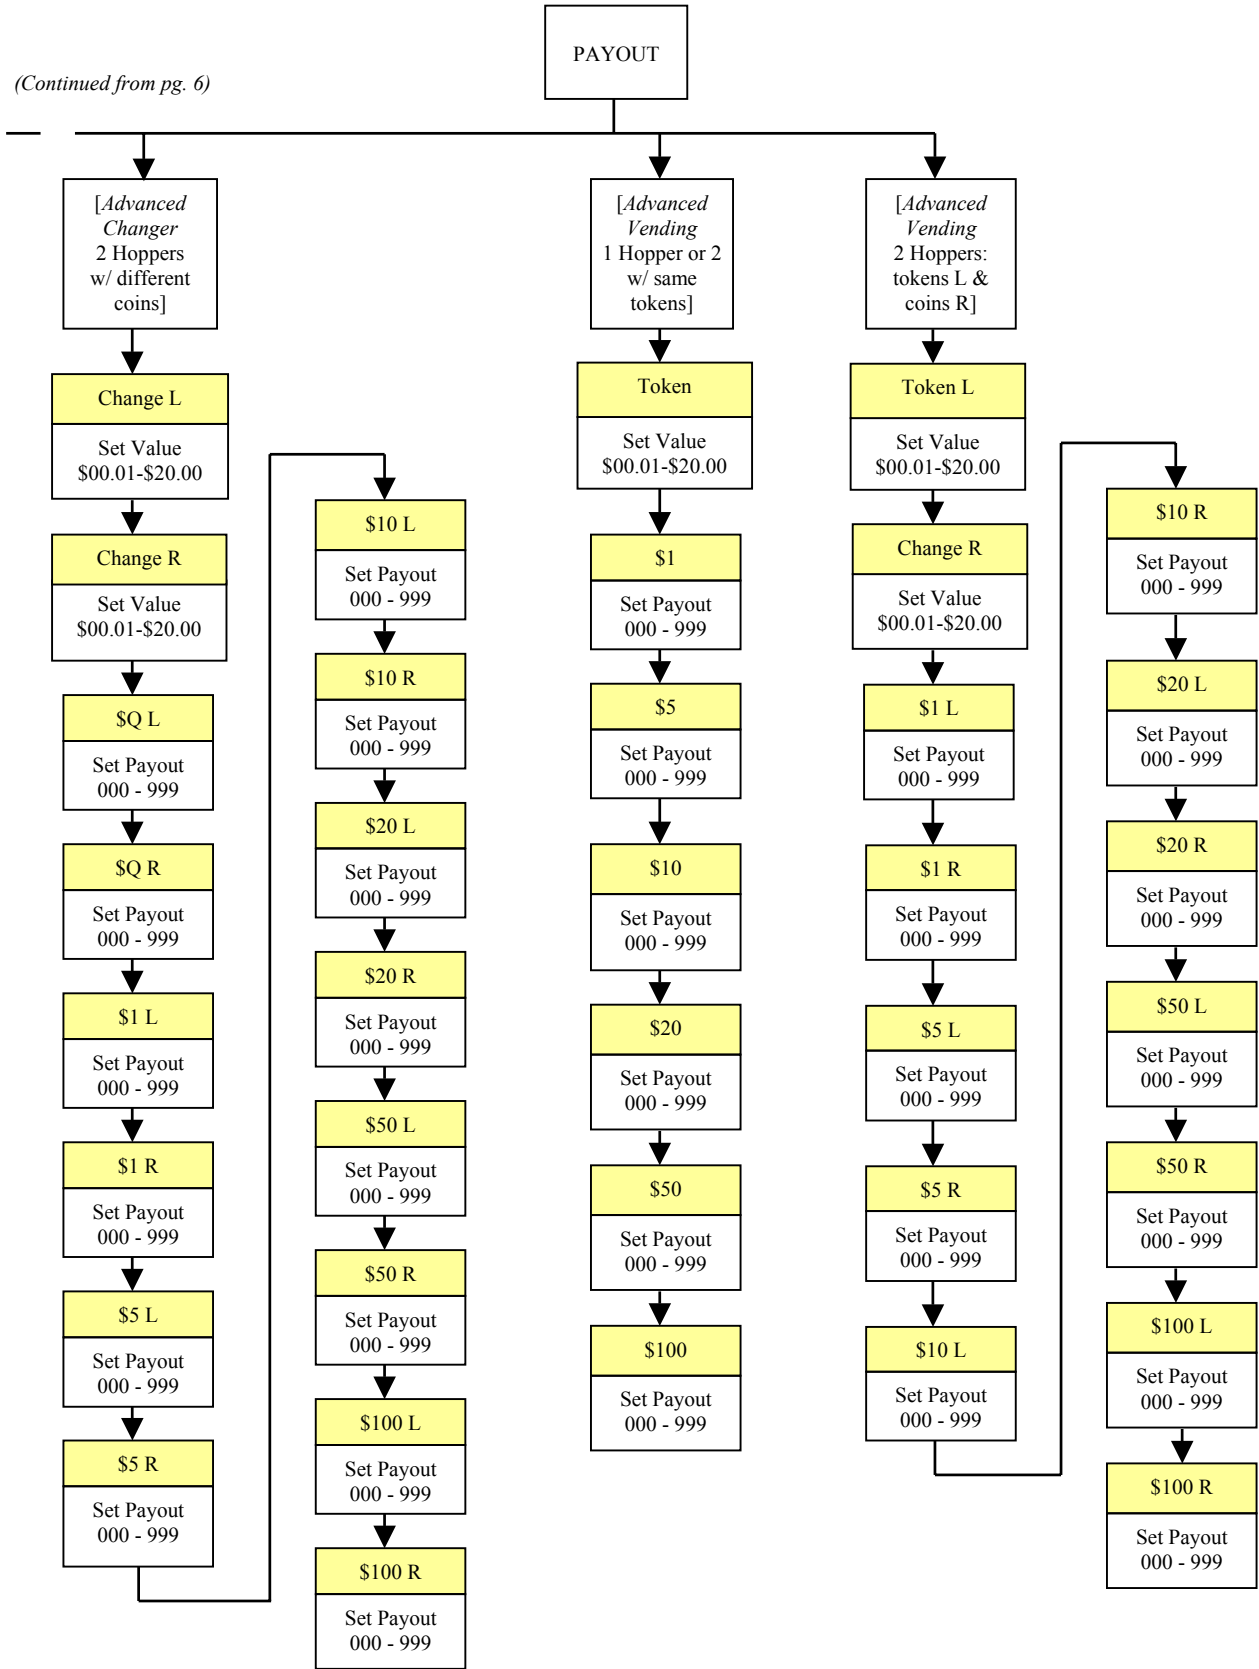 PAYOUT
(Continued from pg. 6)
[Advanced
Changer
2 Hoppers
w/ different
coins]
Change L
Set Value
$00.01-$20.00
Change R
Set Value
$00.01-$20.00
$Q L
Set Payout
000 - 999
$Q R
Set Payout
000 - 999
$1 L
Set Payout
000 - 999
$1 R
Set Payout
000 - 999
$5 L
Set Payout
000 - 999
$5 R
Set Payout
000 - 999
$10 L
Set Payout
000 - 999
$10 R
Set Payout
000 - 999
$20 L
Set Payout
000 - 999
$20 R
Set Payout
000 - 999
$50 L
Set Payout
000 - 999
$50 R
Set Payout
000 - 999
$100 L
Set Payout
000 - 999
$100 R
Set Payout
000 - 999
[Advanced
Vending
1 Hopper or 2
w/ same
tokens]
Token
Set Value
$00.01-$20.00
$1
Set Payout
000 - 999
$5
Set Payout
000 - 999
$10
Set Payout
000 - 999
$20
Set Payout
000 - 999
$50
Set Payout
000 - 999
$100
Set Payout
000 - 999
[Advanced
Vending
2 Hoppers:
tokens L &
coins R]
Token L
Set Value
$00.01-$20.00
Change R
Set Value
$00.01-$20.00
$1 L
Set Payout
000 - 999
$1 R
Set Payout
000 - 999
$5 L
Set Payout
000 - 999
$5 R
Set Payout
000 - 999
$10 L
Set Payout
000 - 999
$10 R
Set Payout
000 - 999
$20 L
Set Payout
000 - 999
$20 R
Set Payout
000 - 999
$50 L
Set Payout
000 - 999
$50 R
Set Payout
000 - 999
$100 L
Set Payout
000 - 999
$100 R
Set Payout
000 - 999